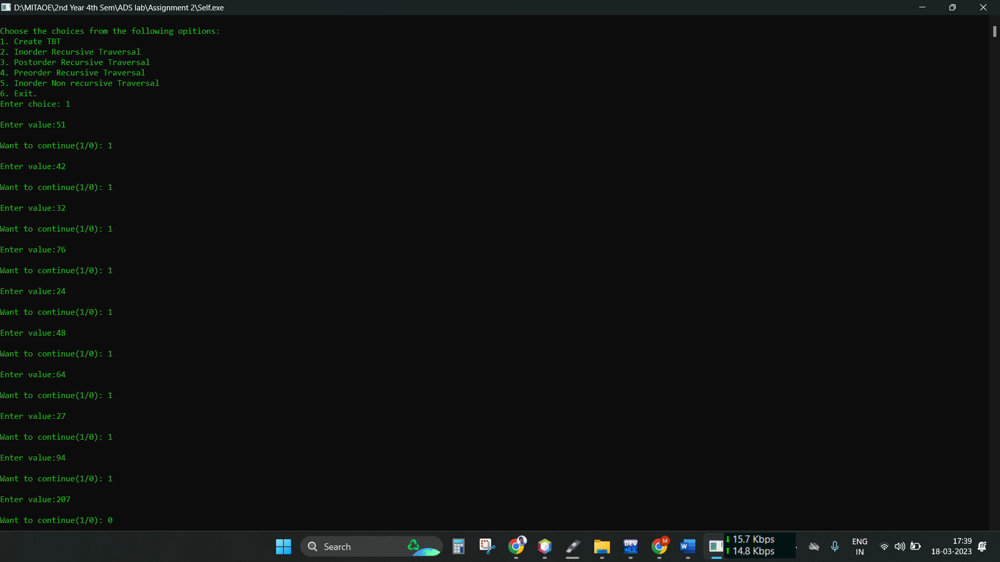 D:\MITAOE\2nd Year 4th Sem\ADS lab\Assignment 2\Self.exe
Choose the choices from the following opitions:
1. Create TBT
2. Inorder Recursive Traversal
3. Postorder Recursive Traversal
4. Preorder Recursive Traversal
5. Inorder Non recursive Traversal
6. Exit.
Enter choice: 1
Enter value:51
Want to continue(1/0): 1
Enter value:42
Want to continue(1/0): 1
Enter value:32
Want to continue(1/0): 1
Enter value:76
Want to continue(1/0): 1
Enter value:24
Want to continue(1/0): 1
Enter value:48
Want to continue(1/0): 1
Enter value:64
Want to continue(1/0): 1
Enter value:27
Want to continue(1/0): 1
Enter value:94
Want to continue(1/0): 1
Enter value:207
Want to continue(1/0): 0
Search
DEV
M
W
↓ 15.7 Kbps
↑ 14.8 Kbps
ENG
IN
17:39
18-03-2023